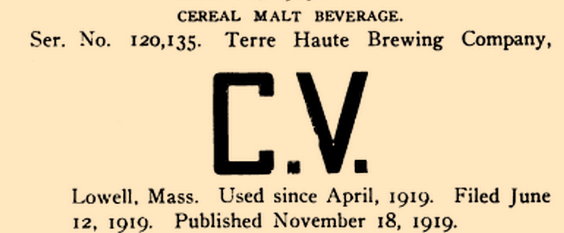 CEREAL MALT BEVERAGE.
Ser. No. 120,135. Terre Haute Brewing Company,
C.V.
Lowell, Mass. Used since April, 1919. Filed June
12, 1919. Published November 18, 1919.